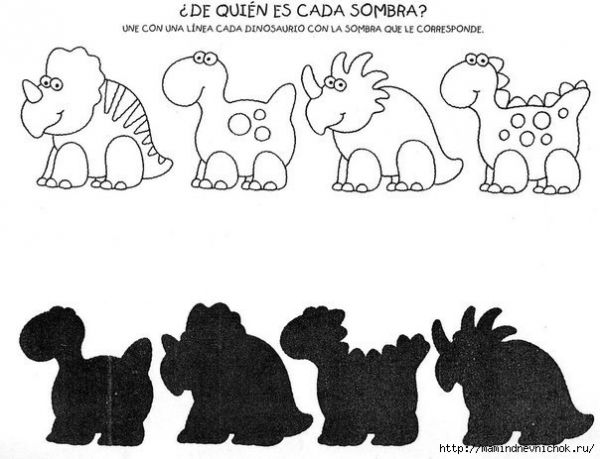 ¿DE QUIÉN ES CADA SOMBRA?
UNE CON UNA LÍNEA CADA DINOSAURIO CON LA SOMBRA QUE LE CORRESPONDE.
http://mamindnevnichok.ru/